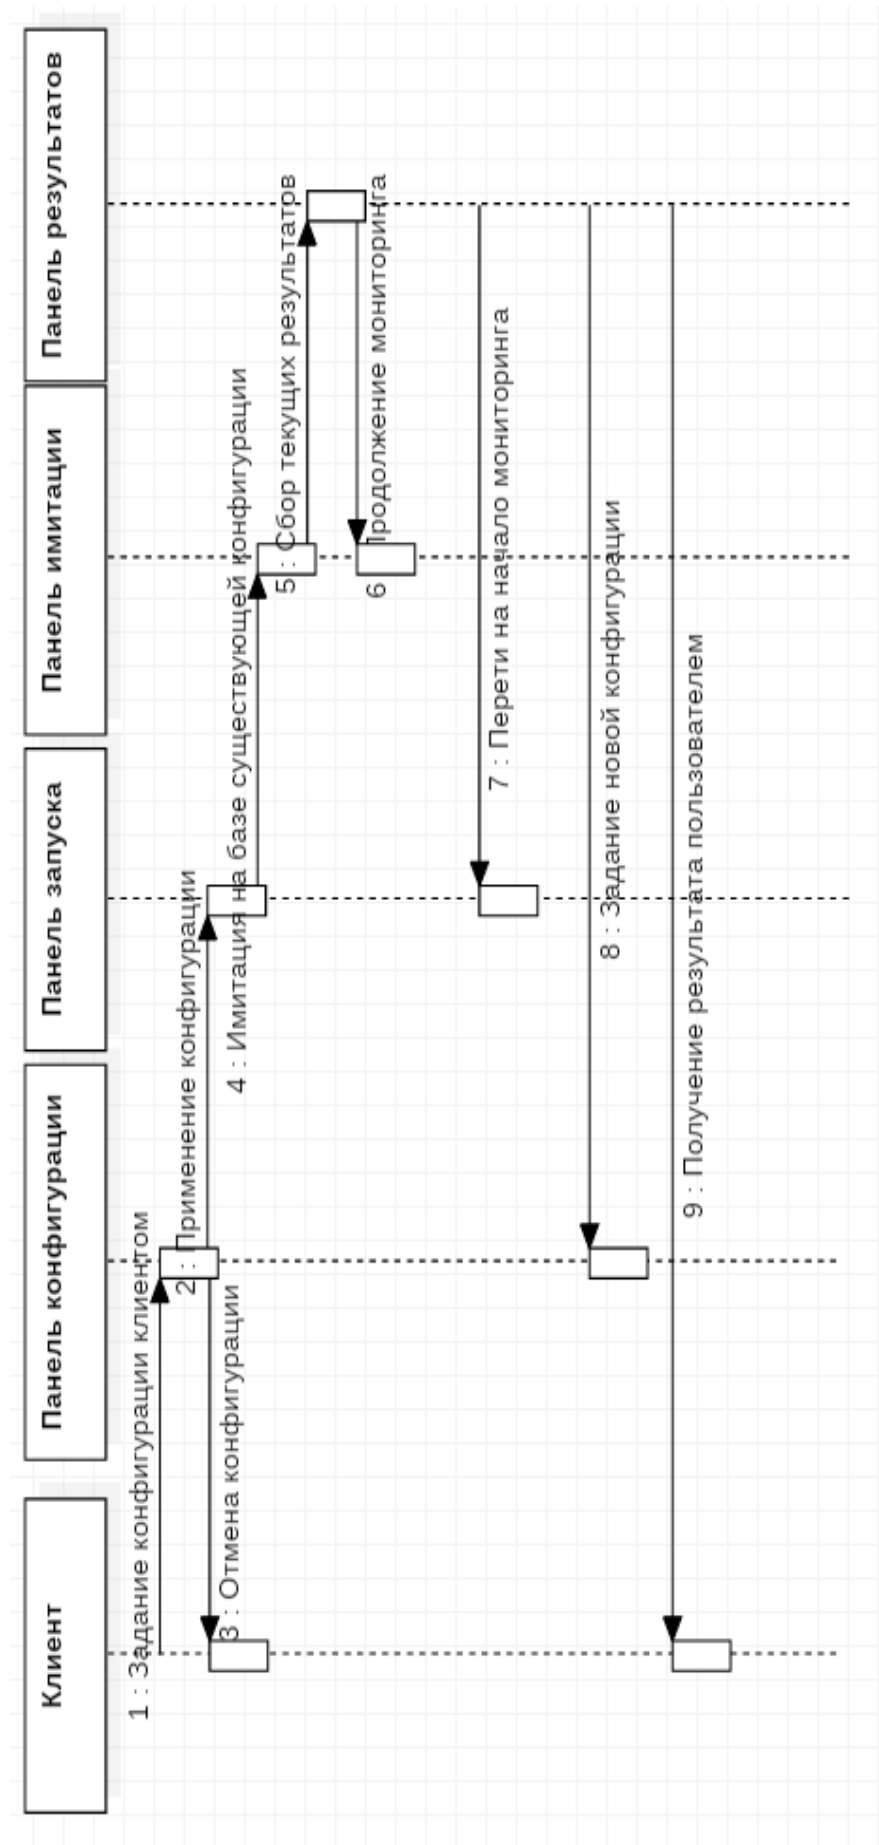 Клиент
Панель конфигурации
Панель запуска
Панель имитации
Панель результатов
1 : Задание конфигурации клиентом
2 : Применение конфигурации
3 : Отмена конфигурации
4 : Имитация на базе существующей конфигурации
5 : Сбор текущих результатов
6 : Продолжение мониторинга
7 : Перети на начало мониторинга
8 : Задание новой конфигурации
9 : Получение результата пользователем